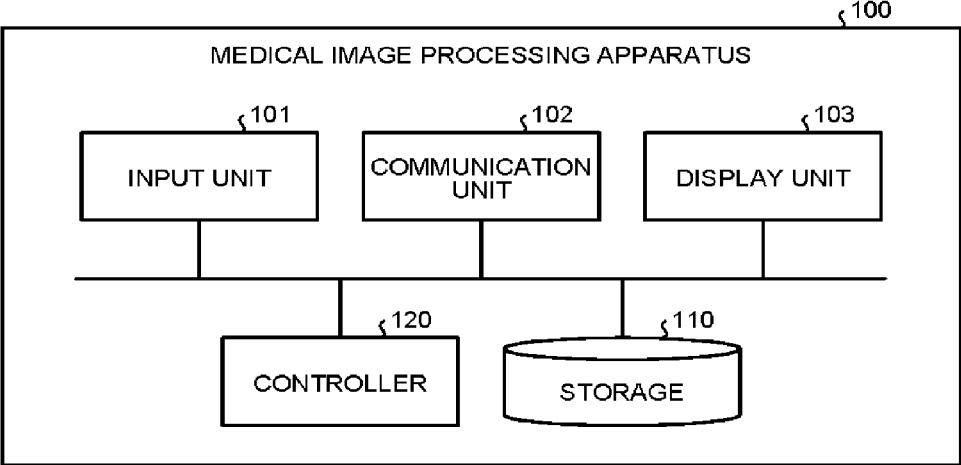 100
MEDICAL IMAGE PROCESSING APPARATUS
101
102
103
INPUT UNIT
COMMUNICATION
UNIT
DISPLAY UNIT
120
110
CONTROLLER
STORAGE